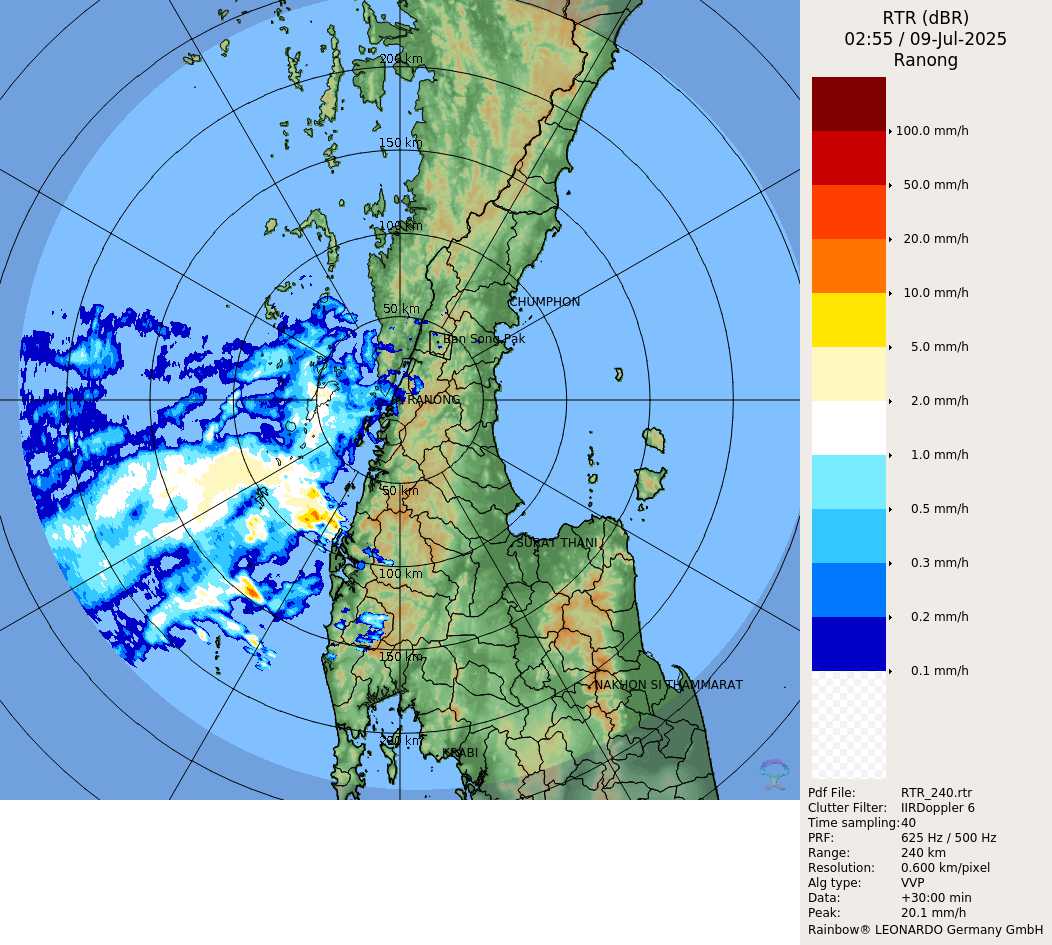 RTR (dBR)
02:55 / 09-Jul-2025
Ranong
200 km
150 km
100 km
50 km
CHUMPHON
Ban Song Pak
RANONG
50 km
SURAT THANI
100 km
150 km
NAKHON SI THAMMARAT
200 km
KRABI
100.0 mm/h
50.0 mm/h
20.0 mm/h
10.0 mm/h
5.0 mm/h
2.0 mm/h
1.0 mm/h
0.5 mm/h
0.3 mm/h
0.2 mm/h
0.1 mm/h
Pdf File: RTR_240.rtr
Clutter Filter: IIRDoppler 6
Time sampling:40
PRF: 625 Hz / 500 Hz
Range: 240 km
Resolution: 0.600 km/pixel
Alg type: VVP
Data: +30:00 min
Peak: 20.1 mm/h
Rainbow® LEONARDO Germany GmbH